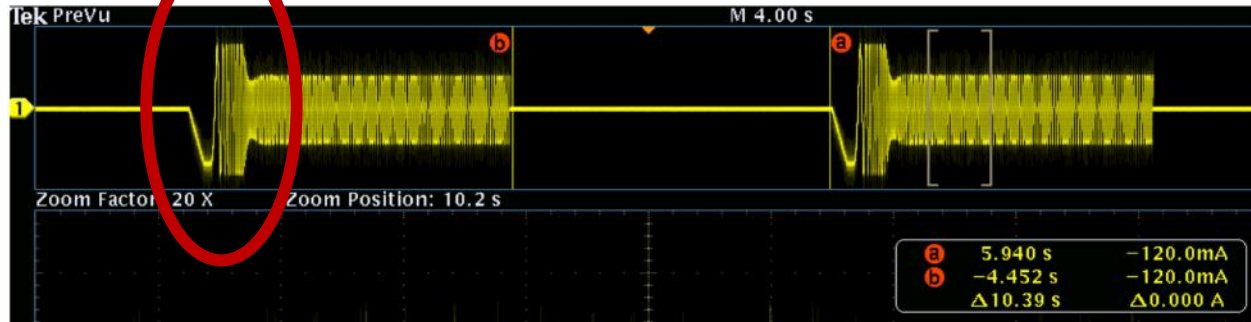 Tek PreVu M 4.00 s
b a
1
Zoom Factor: 20 X Zoom Position: 10.2 s
a 5.940 s −120.0mA
b −4.452 s −120.0mA
Δ10.39 s Δ0.000 A